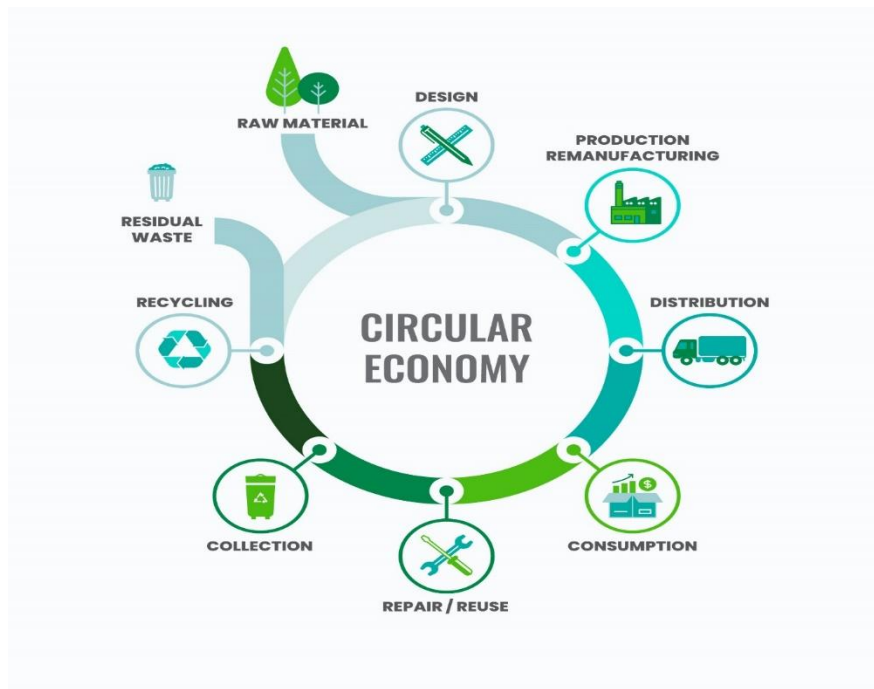 DESIGN
RAW MATERIAL
PRODUCTION
REMANUFACTURING
RESIDUAL
WASTE
RECYCLING
DISTRIBUTION
CIRCULAR
ECONOMY
$
COLLECTION
CONSUMPTION
REPAIR / REUSE